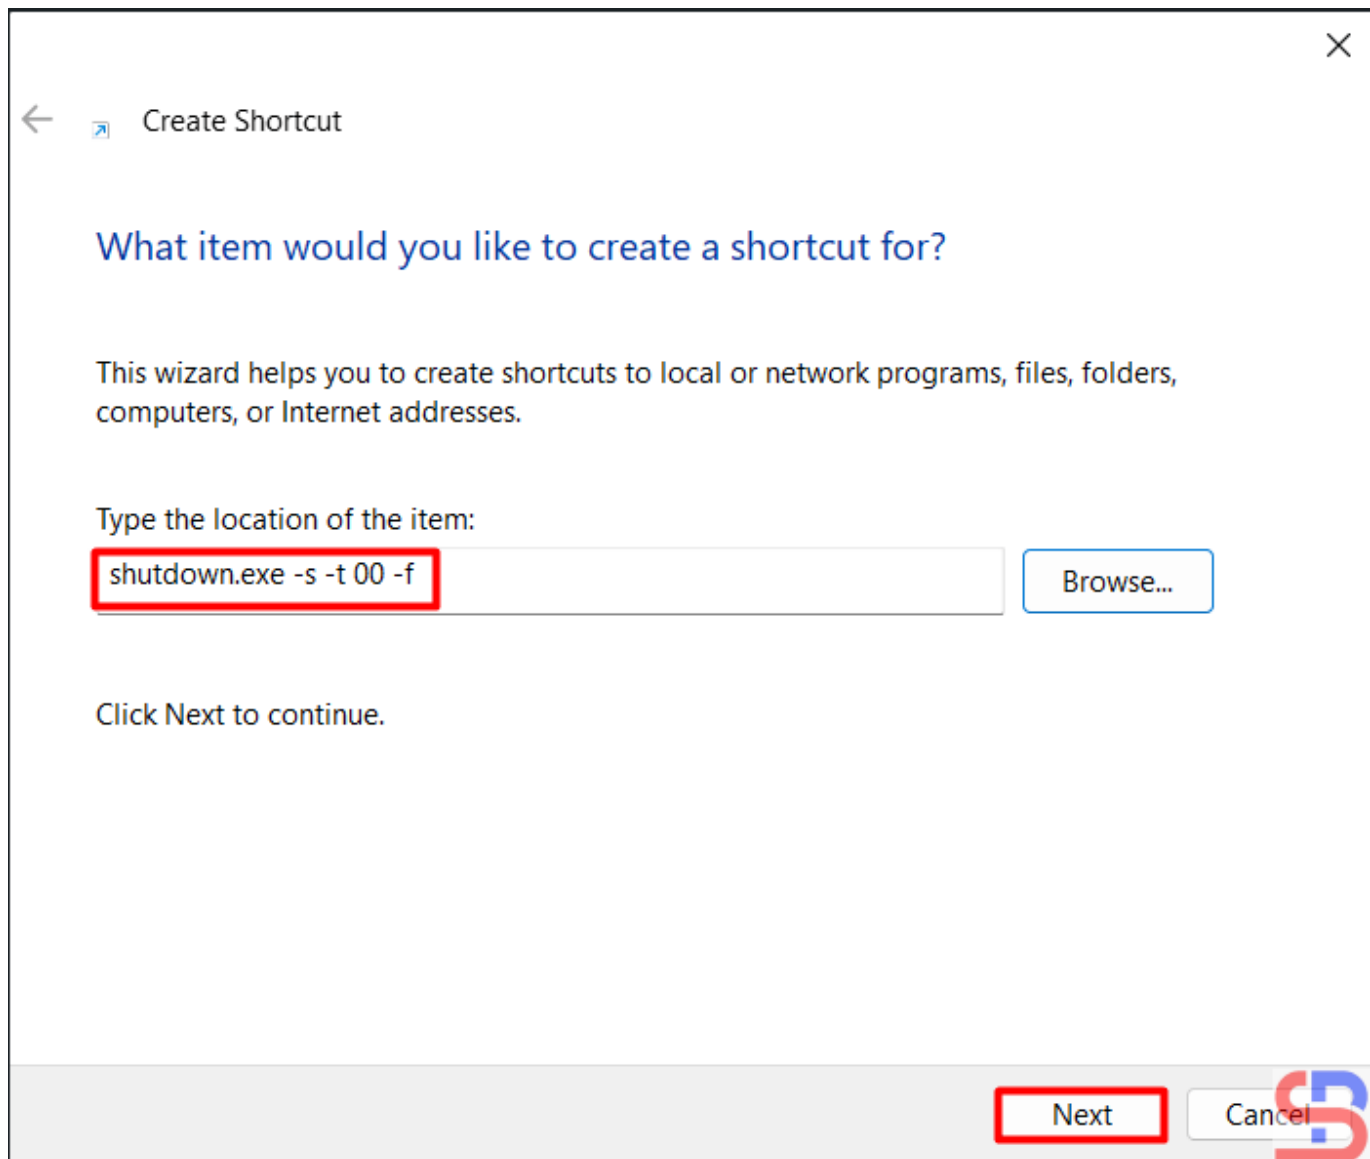 Create Shortcut
What item would you like to create a shortcut for?
This wizard helps you to create shortcuts to local or network programs, files, folders,
computers, or Internet addresses.
Type the location of the item:
shutdown.exe -s -t 00 -f
Browse...
Click Next to continue.
Next
Cancel